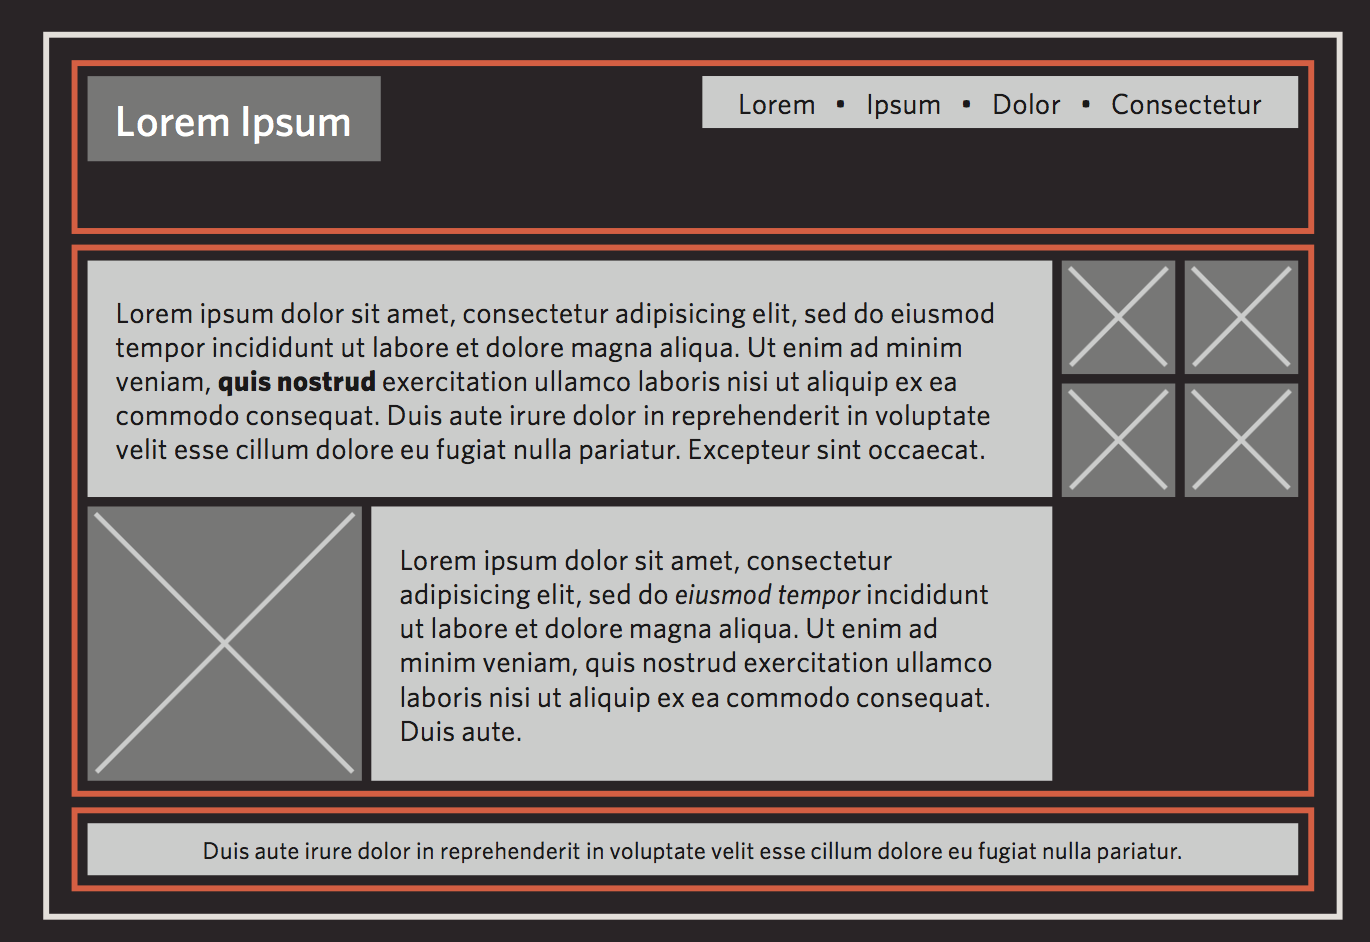 Lorem Ipsum
Lorem • Ipsum • Dolor • Consectetur
Lorem ipsum dolor sit amet, consectetur adipisicing elit, sed do eiusmod
tempor incididunt ut labore et dolore magna aliqua. Ut enim ad minim
veniam, quis nostrud exercitation ullamco laboris nisi ut aliquip ex ea
commodo consequat. Duis aute irure dolor in reprehenderit in voluptate
velit esse cillum dolore eu fugiat nulla pariatur. Excepteur sint occaecat.
Lorem ipsum dolor sit amet, consectetur
adipisicing elit, sed do eiusmod tempor incididunt
ut labore et dolore magna aliqua. Ut enim ad
minim veniam, quis nostrud exercitation ullamco
laboris nisi ut aliquip ex ea commodo consequat.
Duis aute.
Duis aute irure dolor in reprehenderit in voluptate velit esse cillum dolore eu fugiat nulla pariatur.